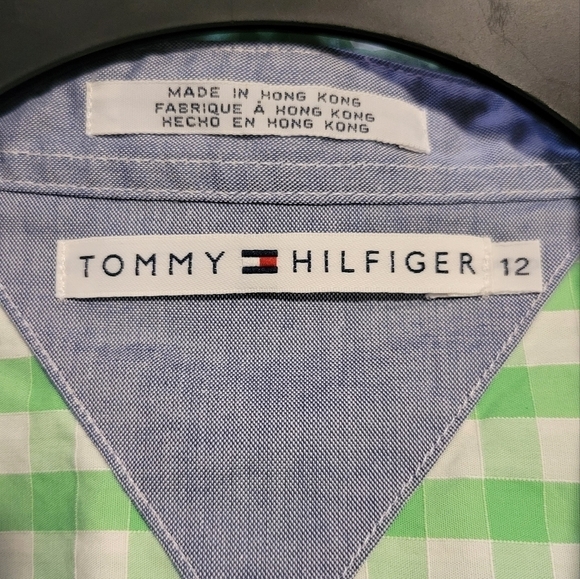 MADE IN HONG KONG
FABRIQUE À HONG KONG
HECHO EN HONG KONG
TOMMY HILFIGER 12